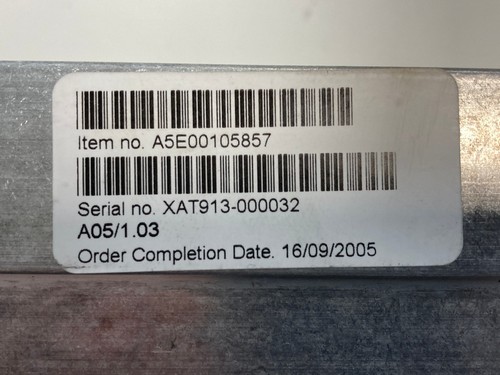 Item no. A5E00105857
Serial no. XAT913-000032
A05/1.03
Order Completion Date. 16/09/2005